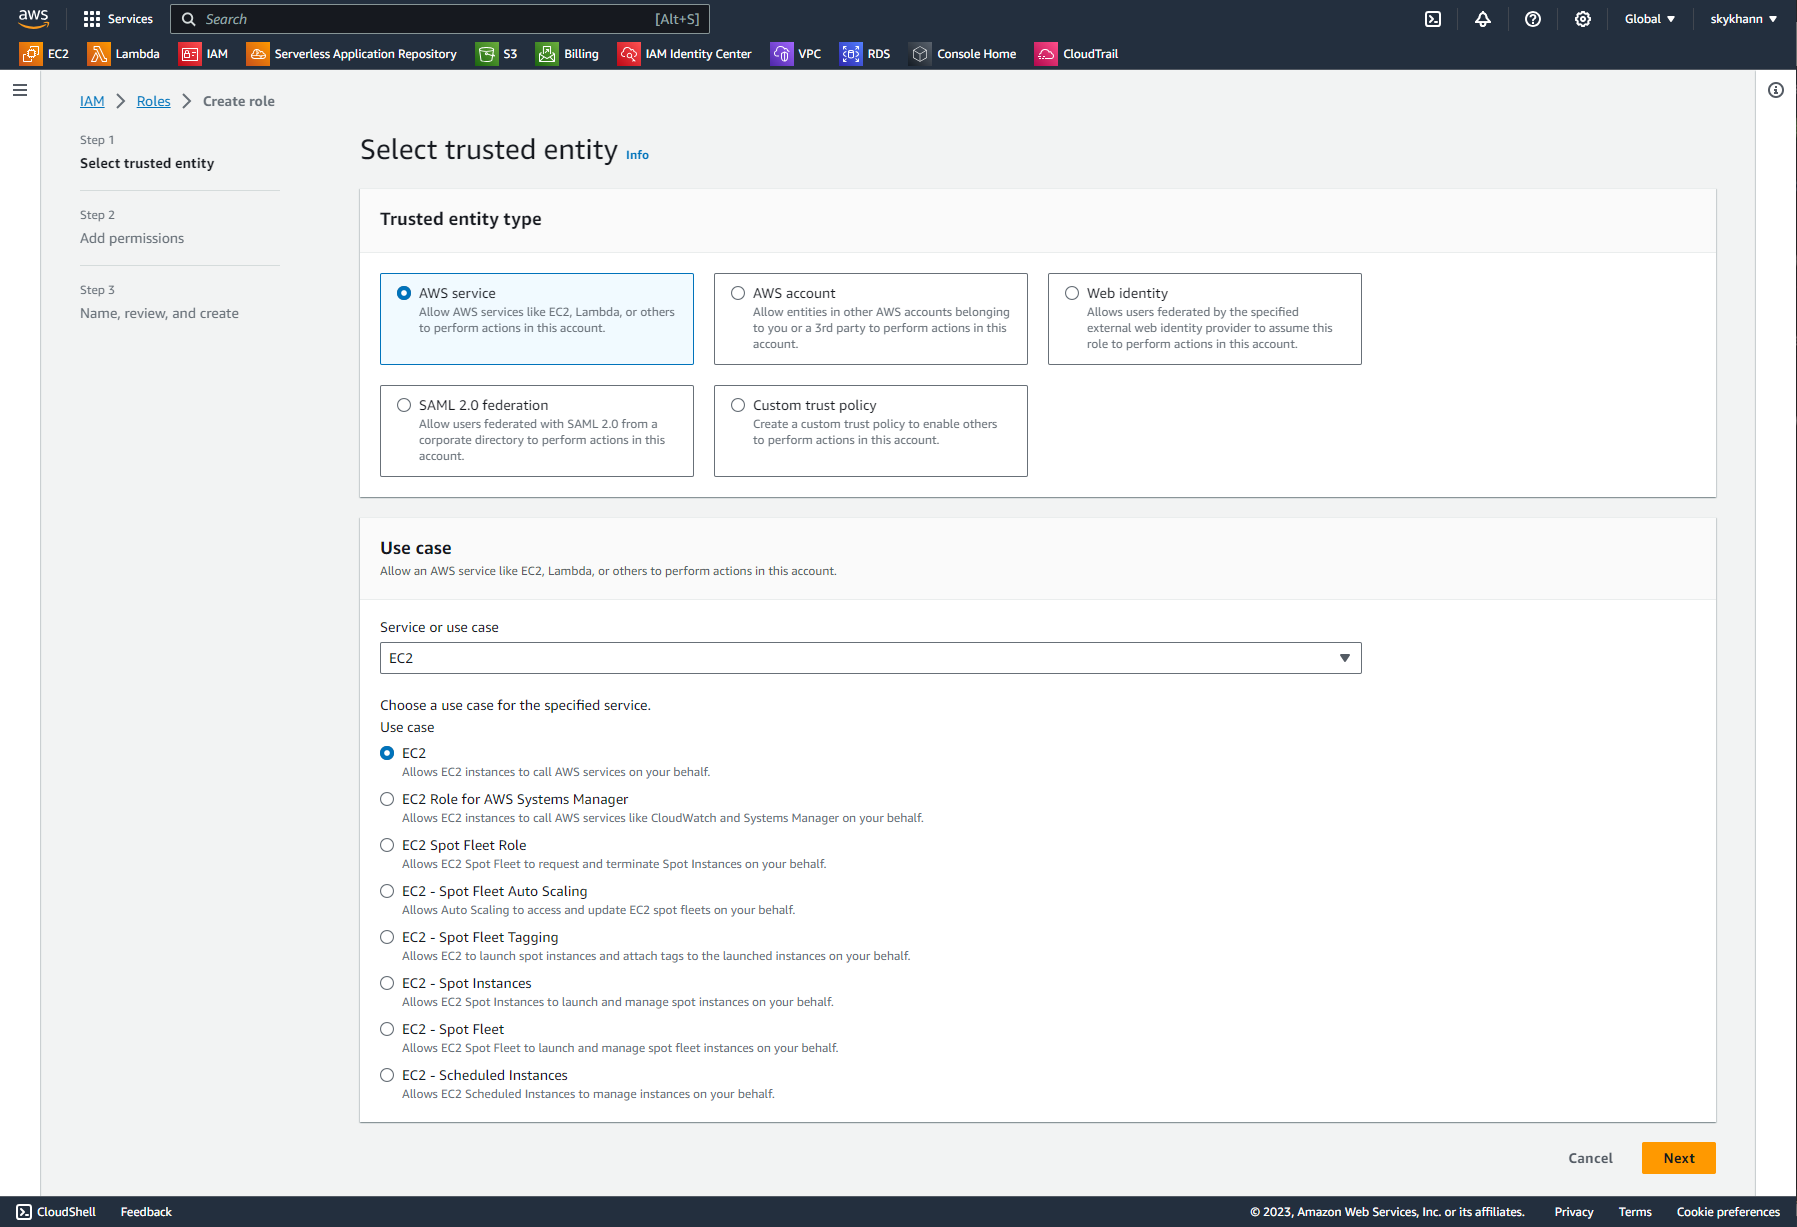 aws
Services
Search
[Alt+S]
Global
skykhann
EC2
Lambda
IAM
Serverless Application Repository
S3
Billing
IAM Identity Center
VPC
RDS
Console Home
CloudTrail
IAM
Roles
Create role
Step 1
Select trusted entity
Step 2
Add permissions
Step 3
Name, review, and create
Select trusted entity
Info
Trusted entity type
AWS service
Allow AWS services like EC2, Lambda, or others
to perform actions in this account.
AWS account
Allow entities in other AWS accounts belonging
to you or a 3rd party to perform actions in this
account.
Web identity
Allows users federated by the specified
external web identity provider to assume this
role to perform actions in this account.
SAML 2.0 federation
Allow users federated with SAML 2.0 from a
corporate directory to perform actions in this
account.
Custom trust policy
Create a custom trust policy to enable others
to perform actions in this account.
Use case
Allow an AWS service like EC2, Lambda, or others to perform actions in this account.
Service or use case
EC2
Choose a use case for the specified service.
Use case
EC2
Allows EC2 instances to call AWS services on your behalf.
EC2 Role for AWS Systems Manager
Allows EC2 instances to call AWS services like CloudWatch and Systems Manager on your behalf.
EC2 Spot Fleet Role
Allows EC2 Spot Fleet to request and terminate Spot Instances on your behalf.
EC2 - Spot Fleet Auto Scaling
Allows Auto Scaling to access and update EC2 spot fleets on your behalf.
EC2 - Spot Fleet Tagging
Allows EC2 to launch spot instances and attach tags to the launched instances on your behalf.
EC2 - Spot Instances
Allows EC2 Spot Instances to launch and manage spot instances on your behalf.
EC2 - Spot Fleet
Allows EC2 Spot Fleet to launch and manage spot fleet instances on your behalf.
EC2 - Scheduled Instances
Allows EC2 Scheduled Instances to manage instances on your behalf.
Cancel
Next
CloudShell
Feedback
© 2023, Amazon Web Services, Inc. or its affiliates.
Privacy
Terms
Cookie preferences